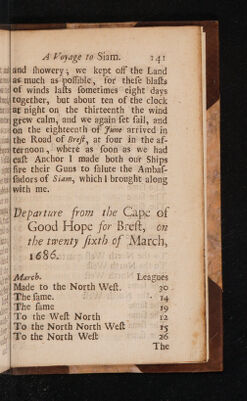 A Voyage to Siam. 141
and showery; we kept off the Land
as much as possible, for these blasts
of winds lasts sometimes eight days
together, but about ten of the clock
at night on the thirteenth the wind
grew calm, and we again set sail, and
on the eighteenth of June arrived in
the Road of Brest, at four in the af-
ternoon, where as soon as we had
cast Anchor I made both our Ships
fire their Guns to salute the Ambas-
sadors of Siam, which I brought along
with me.
Departure from the Cape of
Good Hope for Brest, on
the twenty sixth of March,
1686.
March. Leagues
Made to the North West. 30
The same. 14
The same 19
To the West North 12
To the North North West 15
To the North West 26
The